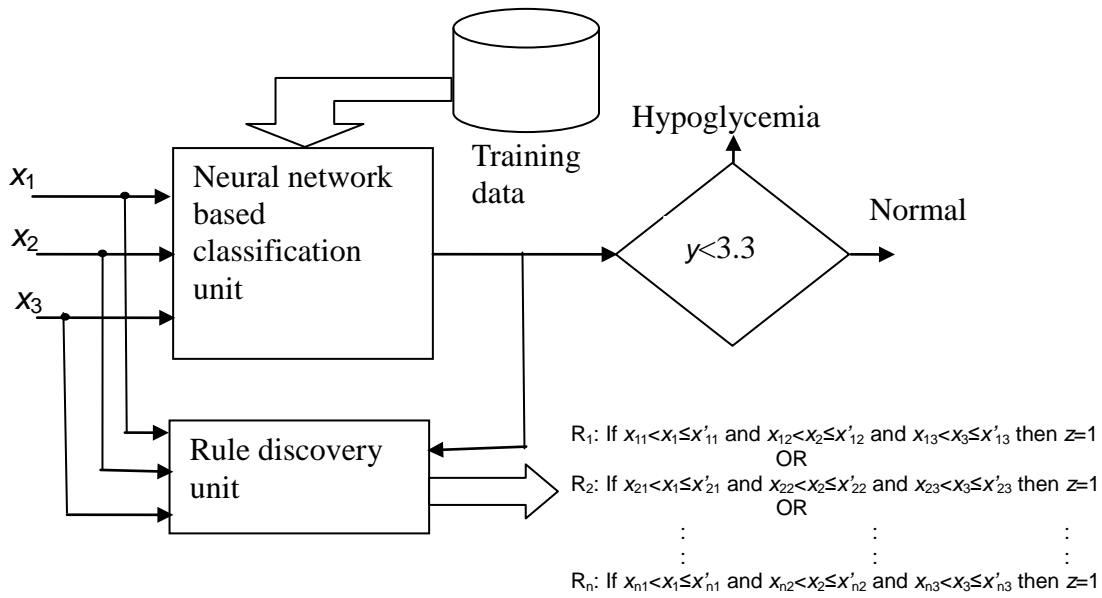 Hypoglycemia
Training
data
Neural network
based
classification
unit
x1
x2
x3
Normal
y<3.3
Rule discovery
unit
R1: If x11<x1≤x'11 and x12<x2≤x'12 and x13<x3≤x'13 then z=1
OR
R2: If x21<x1≤x'21 and x22<x2≤x'22 and x23<x3≤x'23 then z=1
OR
: : :
: : :
Rn: If xn1<x1≤x'n1 and xn2<x2≤x'n2 and xn3<x3≤x'n3 then z=1